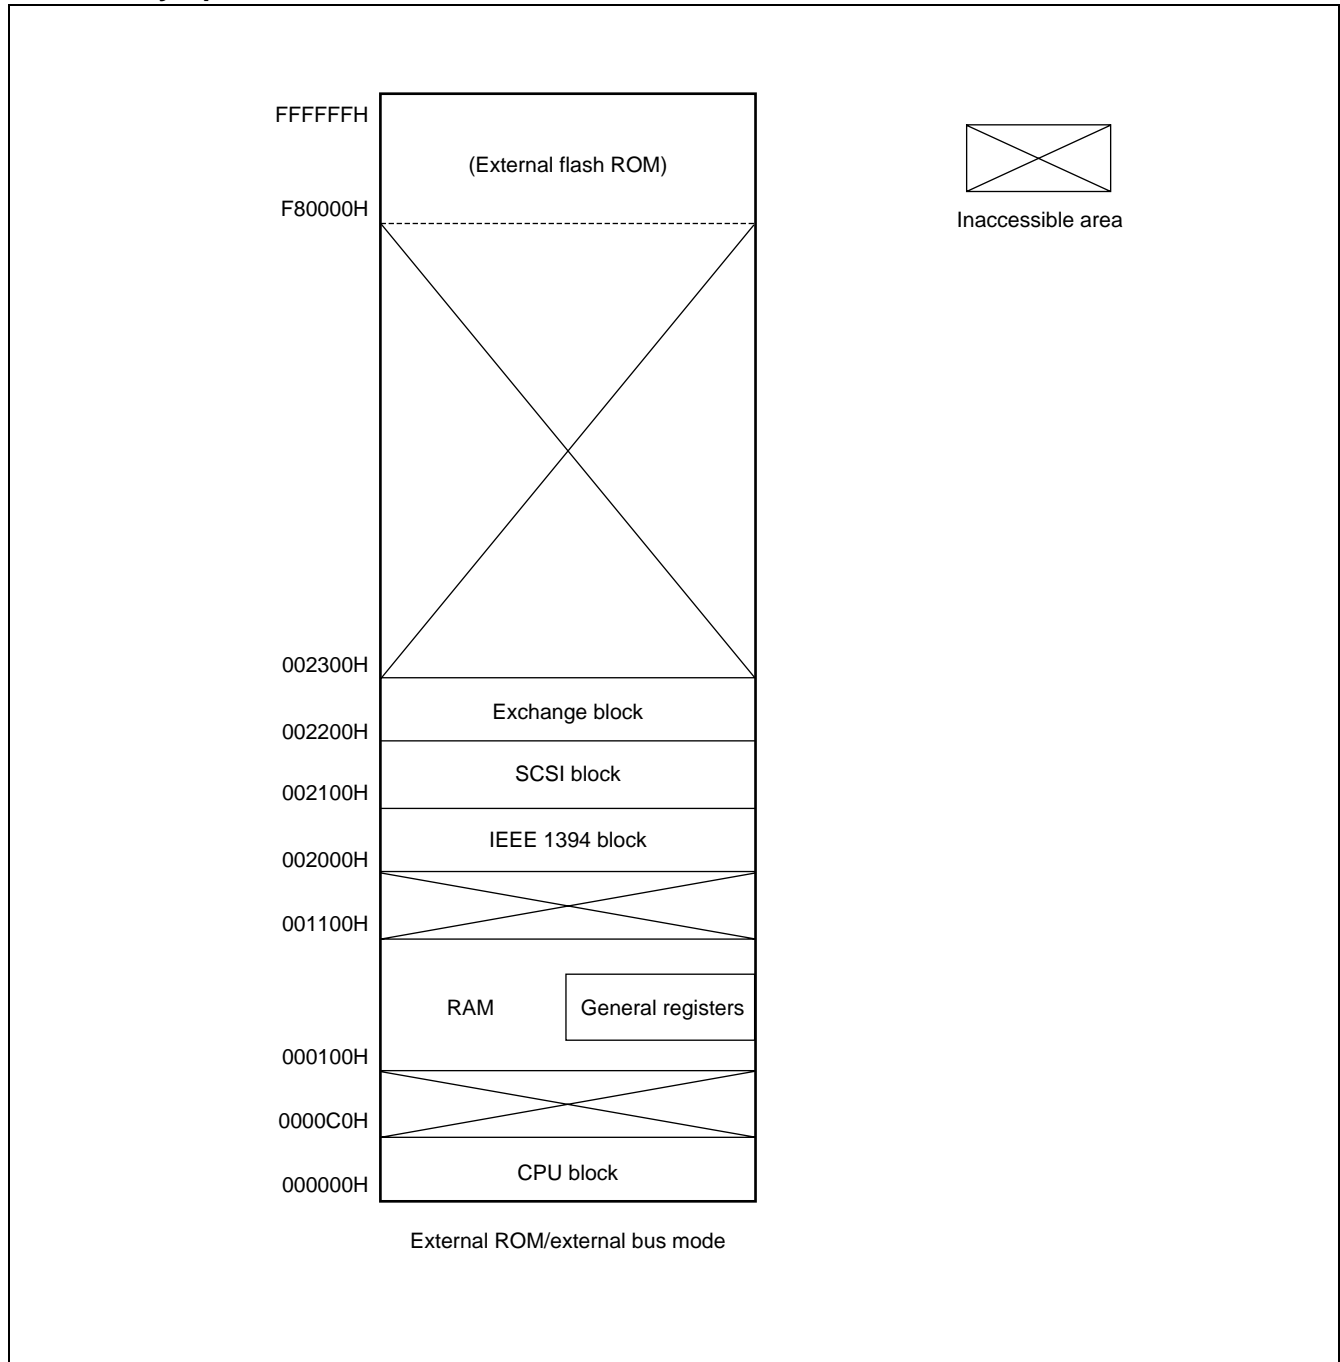 FFFFFFH
(External flash ROM)
F80000H
Inaccessible area
002300H
Exchange block
002200H
SCSI block
002100H
IEEE 1394 block
002000H
001100H
RAM
General registers
000100H
0000C0H
CPU block
000000H
External ROM/external bus mode